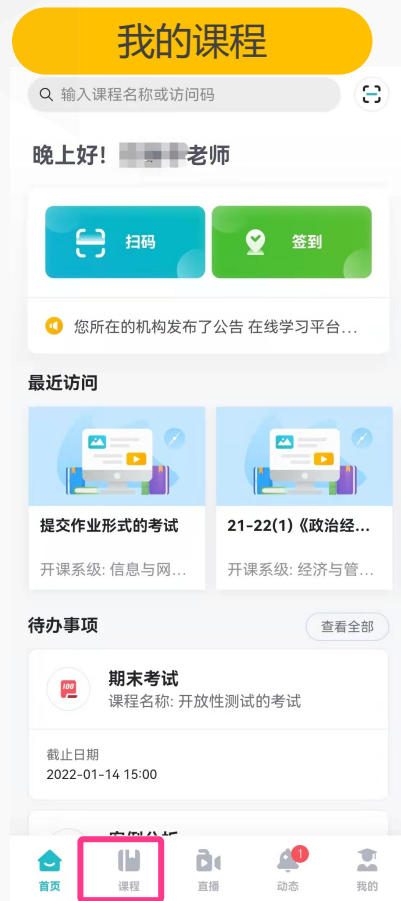 我的课程
输入课程名称或访问码
晚上好! 老师
扫码
签到
您所在的机构发布了公告 在线学习平台...
最近访问
提交作业形式的考试
21-22(1)《政治经...
开课系级: 信息与网...
开课系级: 经济与管...
待办事项
查看全部
100
期末考试
课程名称: 开放性测试的考试
截止日期
2022-01-14 15:00
案例分析
1
首页
课程
直播
动态
我的